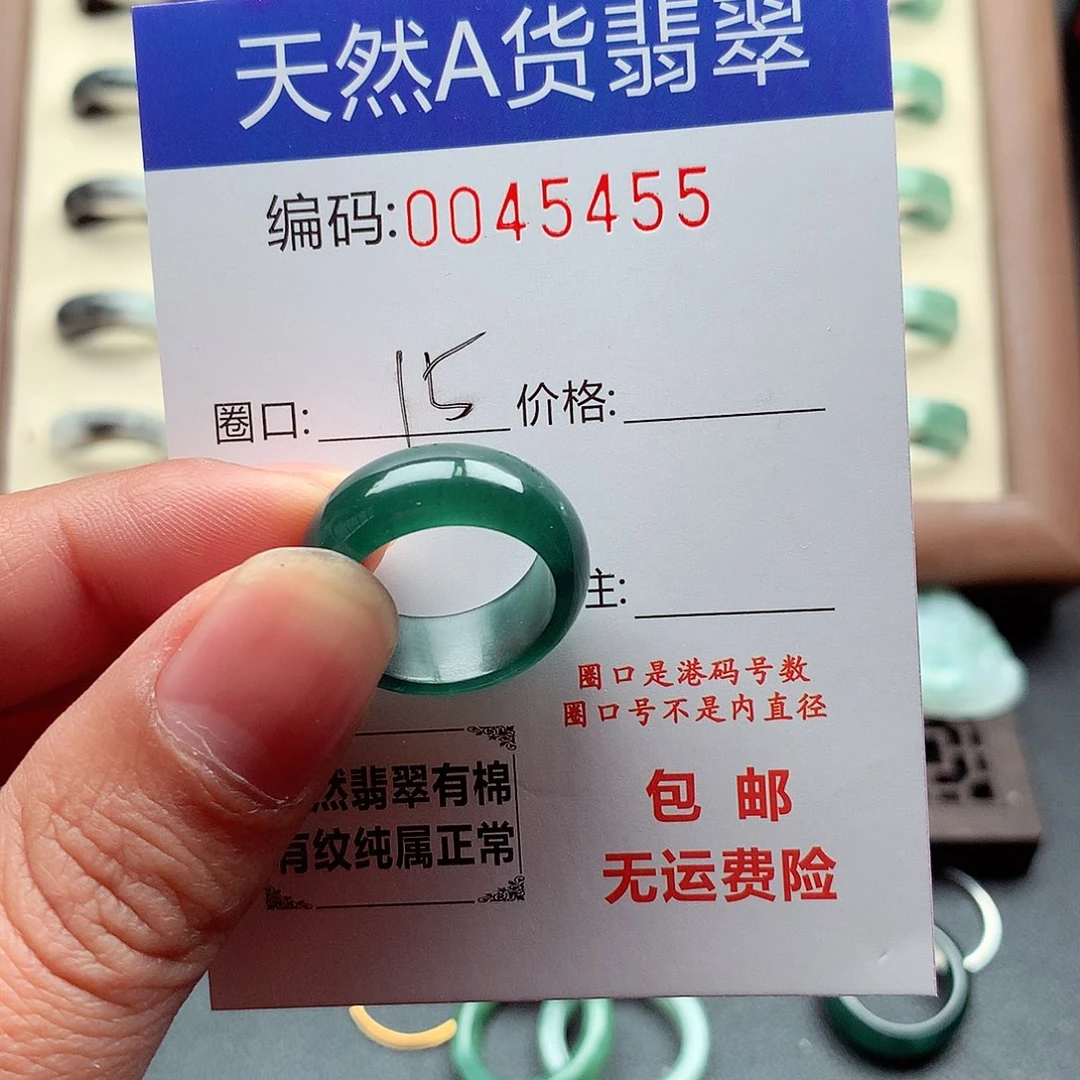 天然A货翡翠
编码:0045455
圈口: 15 价格:
主:
圈口是港码号数
圈口号不是内直径
然翡翠有棉
有纹纯属正常
包邮
无运费险